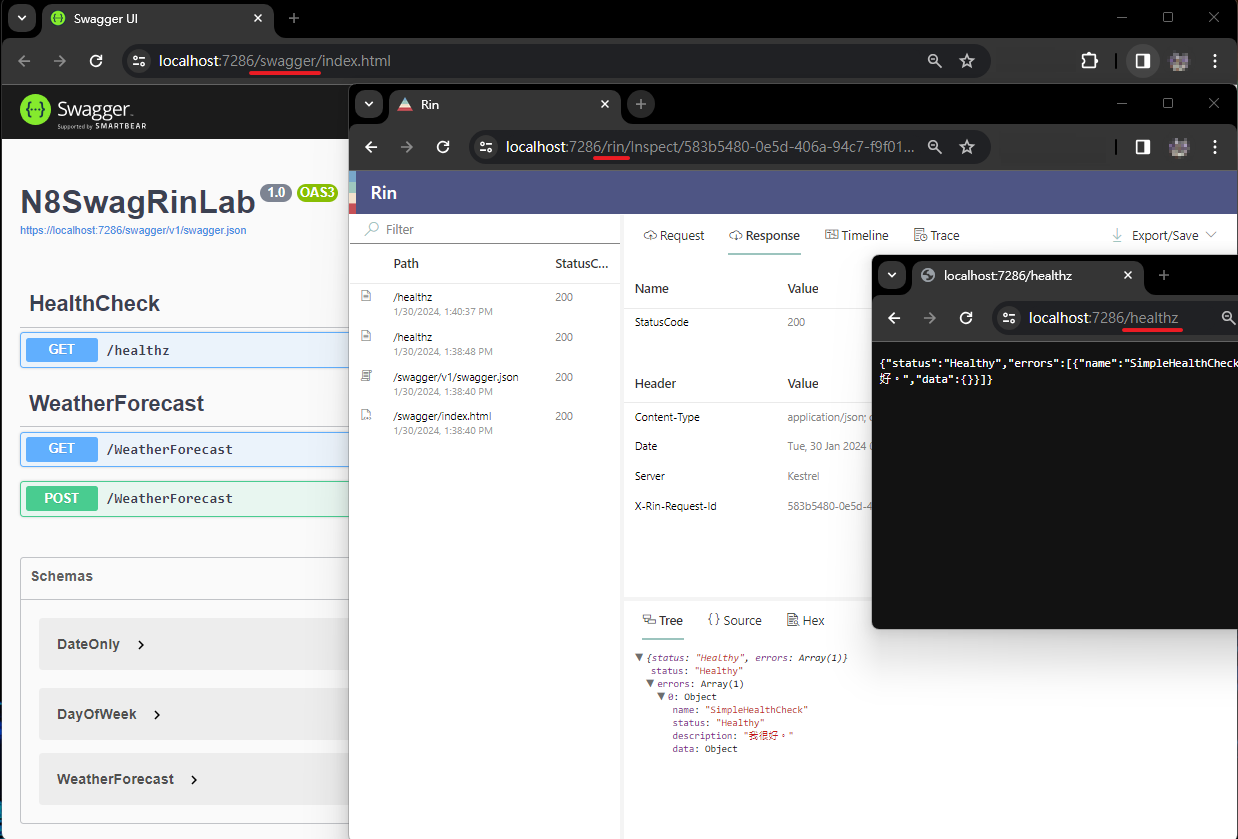 Swagger UI
localhost:7286/swagger/index.html
Swagger
Supported by SMARTBEAR
N8SwagRinLab 1.0 OAS3
https://localhost:7286/swagger/v1/swagger.json
HealthCheck
GET /healthz
WeatherForecast
GET /WeatherForecast
POST /WeatherForecast
Schemas
DateOnly
DayOfWeek
WeatherForecast
Rin
localhost:7286/rin/Inspect/583b5480-0e5d-406a-94c7-f9f01...
Rin
Filter
Path StatusC...
/healthz 200
1/30/2024, 1:40:37 PM
/healthz 200
1/30/2024, 1:38:48 PM
/swagger/v1/swagger.json 200
1/30/2024, 1:38:40 PM
/swagger/index.html 200
1/30/2024, 1:38:40 PM
Request Response Timeline Trace Export/Save
Name Value
StatusCode 200
Header Value
Content-Type application/json;
Date Tue, 30 Jan 2024
Server Kestrel
X-Rin-Request-Id 583b5480-0e5d-4
Tree {} Source Hex
{status: "Healthy", errors: Array(1)}
status: "Healthy"
errors: Array(1)
0: Object
name: "SimpleHealthCheck"
status: "Healthy"
description: "我很好。"
data: Object
localhost:7286/healthz
localhost:7286/healthz
{"status":"Healthy","errors":[{"name":"SimpleHealthCheck
好。","data":{}}]}